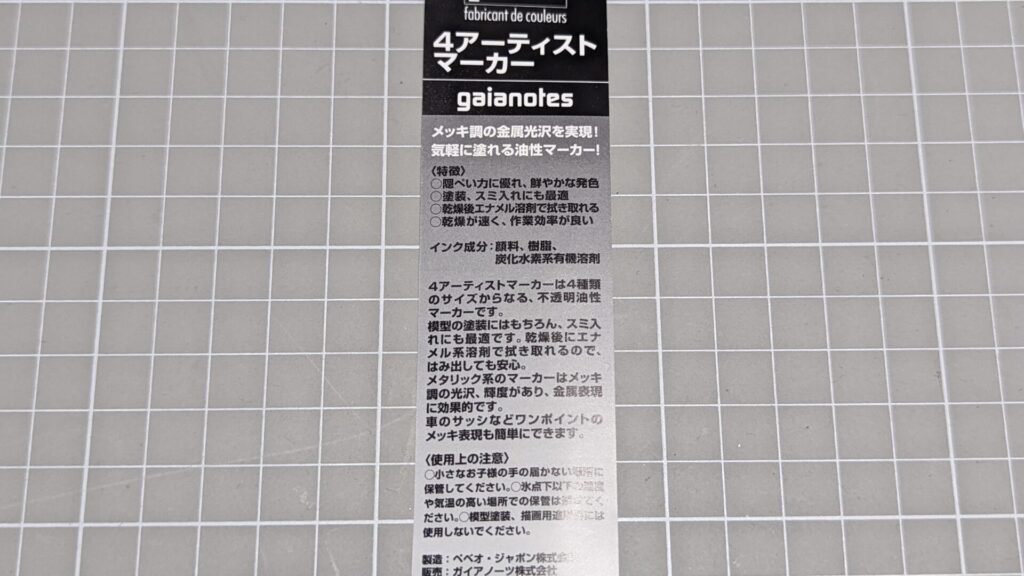 fabricant de couleurs
4アーティスト
マーカー
gaianotes
メッキ調の金属光沢を実現!
気軽に塗れる油性マーカー!
〈特徴〉
○隠ぺい力に優れ、鮮やかな発色
○塗装、スミ入れにも最適
○乾燥後エナメル溶剤で拭き取れる
○乾燥が速く、作業効率が良い
インク成分:顔料、樹脂、
炭化水素系有機溶剤
4アーティストマーカーは4種類
のサイズからなる、不透明油性
マーカーです。
模型の塗装にはもちろん、スミ入
れにも最適です。乾燥後にエナ
メル系溶剤で拭き取れるので、
はみ出しても安心。
メタリック系のマーカーはメッキ
調の光沢、輝度があり、金属表現
に効果的です。
車のサッシなどワンポイントの
メッキ表現も簡単にできます。
〈使用上の注意〉
○小さなお子様の手の届かない場所に
保管してください。○氷点下以下の温度
や気温の高い場所での保管は避けてく
ださい。○模型塗装、描画用途以外には
使用しないでください。
製造:ペベオ・ジャポン株式会
販売:ガイアノーツ株式会社